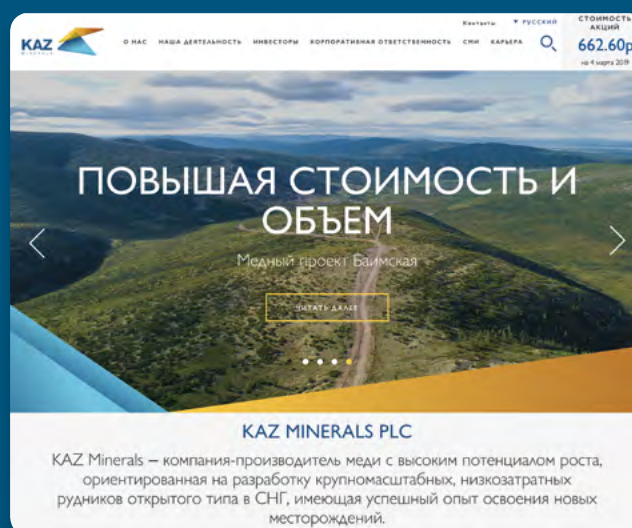 Контакты ▼ РУССКИЙ
СТОИМОСТЬ
АКЦИЙ
662.60p
на 4 марта 2019
KAZ
MINERALS
О НАС НАША ДЕЯТЕЛЬНОСТЬ ИНВЕСТОРЫ КОРПОРАТИВНАЯ ОТВЕТСТВЕННОСТЬ СМИ КАРЬЕРА
ПОВЫШАЯ СТОИМОСТЬ И
ОБЪЕМ
Медный проект Баимская
ЧИТАТЬ ДАЛЕЕ
KAZ MINERALS PLC
KAZ Minerals – компания-производитель меди с высоким потенциалом роста,
ориентированная на разработку крупномасштабных, низкозатратных
рудников открытого типа в СНГ, имеющая успешный опыт освоения новых
месторождений.